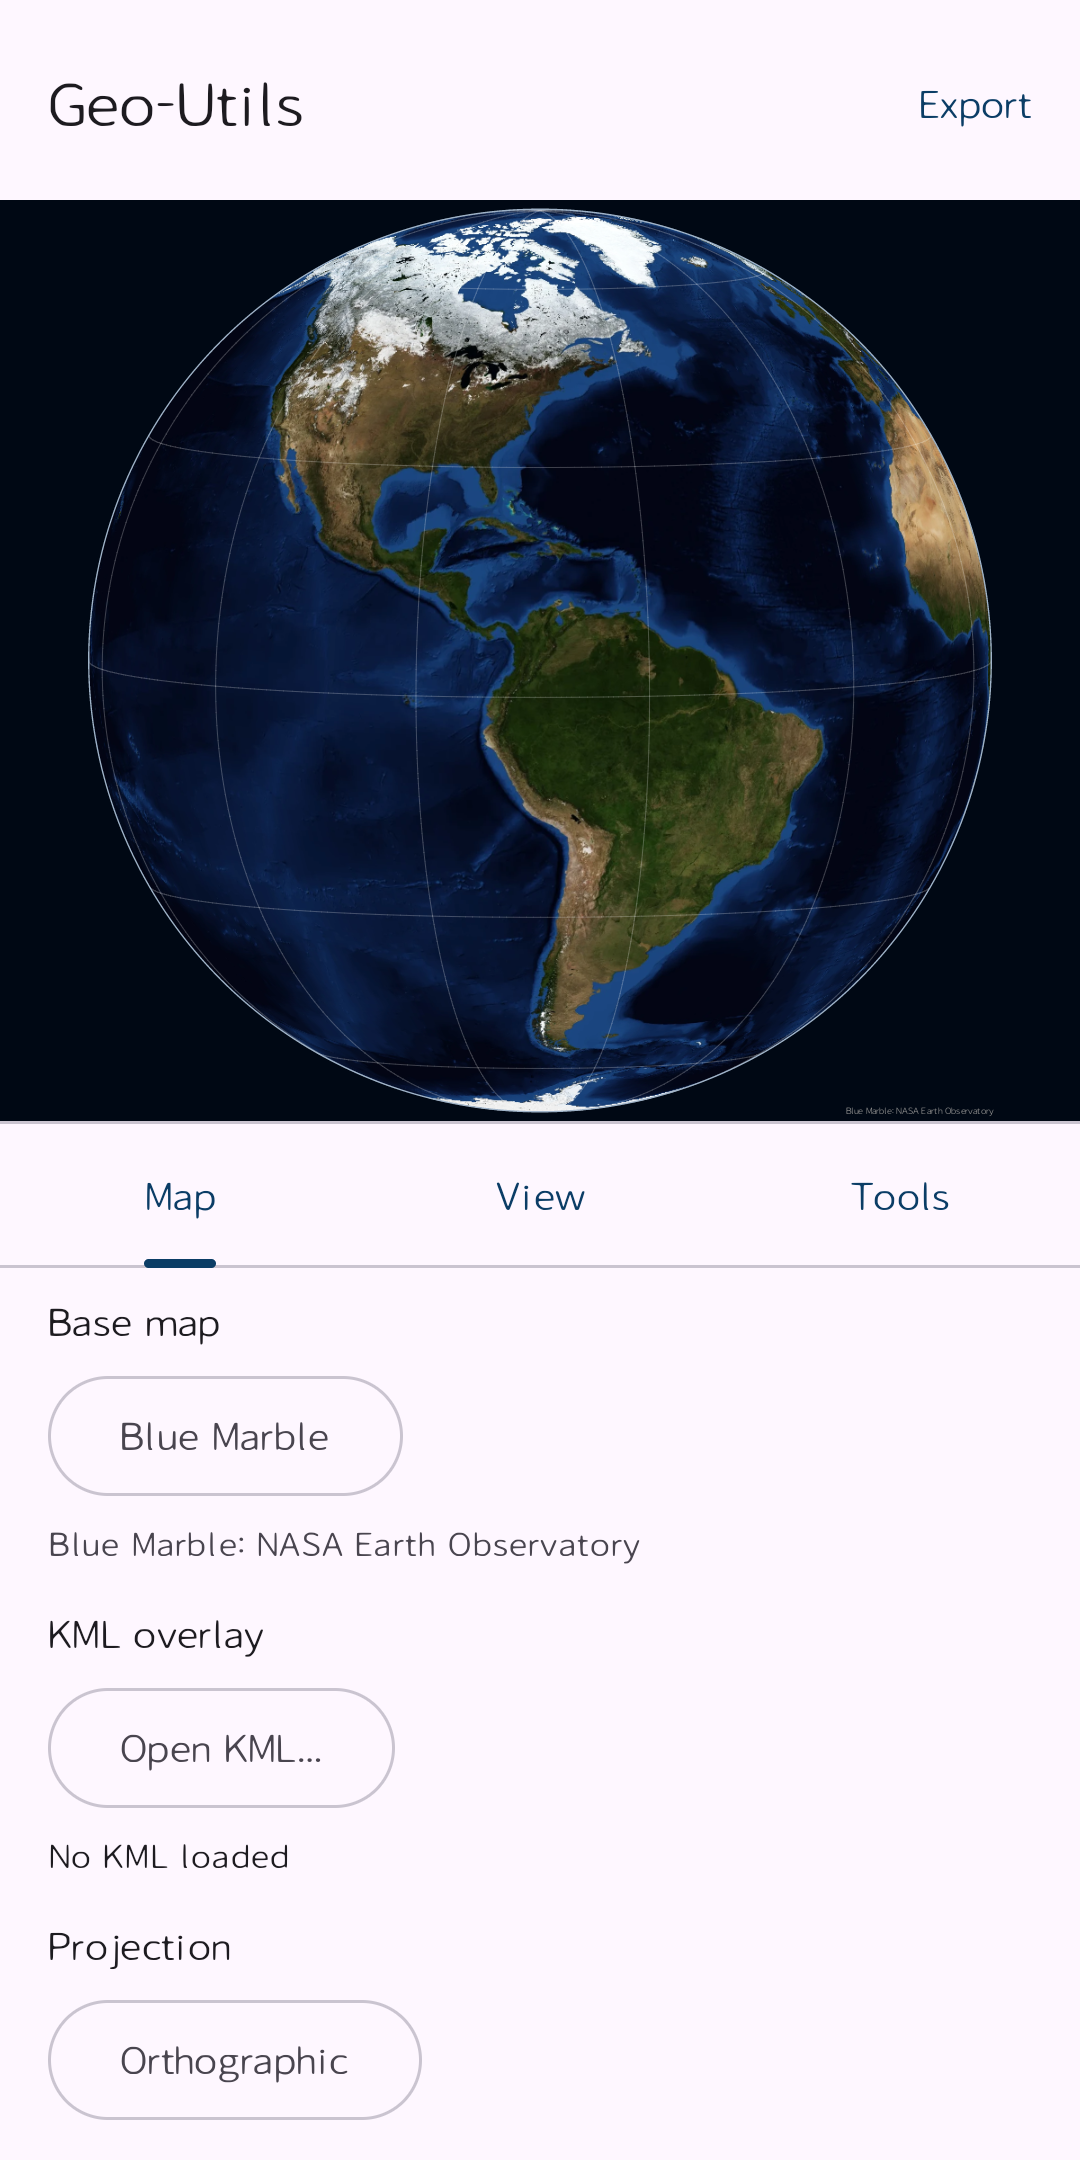 Geo-Utils
Export
Blue Marble: NASA Earth Observatory
Map
View
Tools
Base map
Blue Marble
Blue Marble: NASA Earth Observatory
KML overlay
Open KML...
No KML loaded
Projection
Orthographic